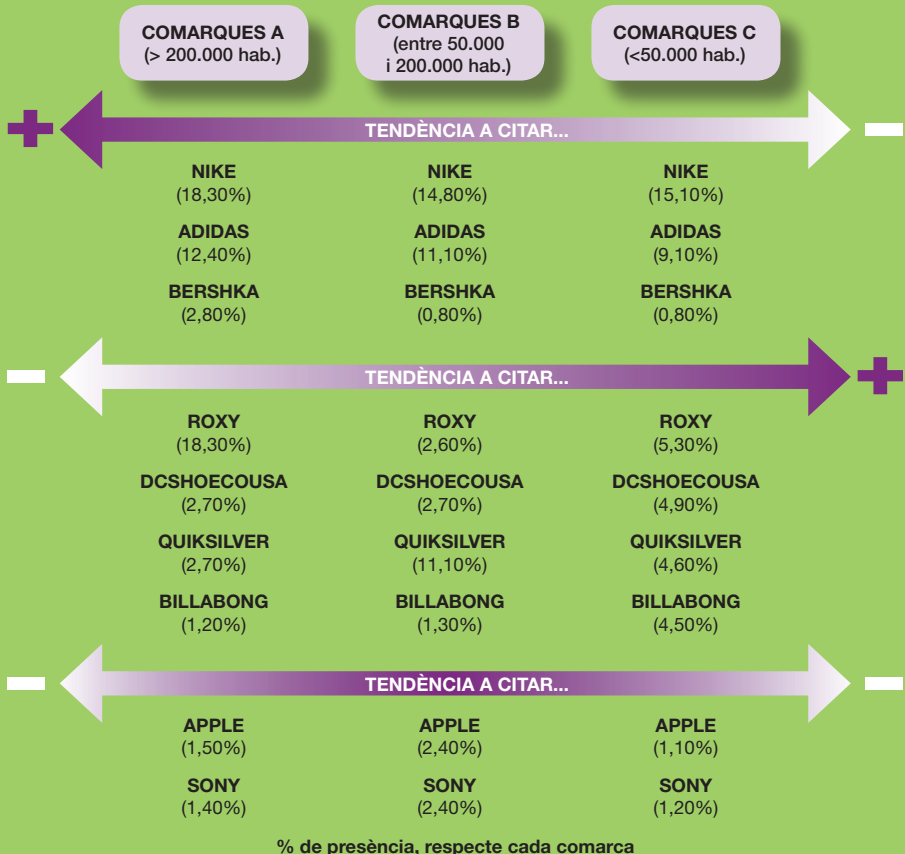 COMARQUES A
(> 200.000 hab.)
COMARQUES B
(entre 50.000
i 200.000 hab.)
COMARQUES C
(<50.000 hab.)
+
TENDÈNCIA A CITAR...
–
NIKE
(18,30%)
NIKE
(14,80%)
NIKE
(15,10%)
ADIDAS
(12,40%)
ADIDAS
(11,10%)
ADIDAS
(9,10%)
BERSHKA
(2,80%)
BERSHKA
(0,80%)
BERSHKA
(0,80%)
–
TENDÈNCIA A CITAR...
+
ROXY
(18,30%)
ROXY
(2,60%)
ROXY
(5,30%)
DCSHOECOUSA
(2,70%)
DCSHOECOUSA
(2,70%)
DCSHOECOUSA
(4,90%)
QUIKSILVER
(2,70%)
QUIKSILVER
(11,10%)
QUIKSILVER
(4,60%)
BILLABONG
(1,20%)
BILLABONG
(1,30%)
BILLABONG
(4,50%)
–
TENDÈNCIA A CITAR...
–
APPLE
(1,50%)
APPLE
(2,40%)
APPLE
(1,10%)
SONY
(1,40%)
SONY
(2,40%)
SONY
(1,20%)
% de presència, respecte cada comarca